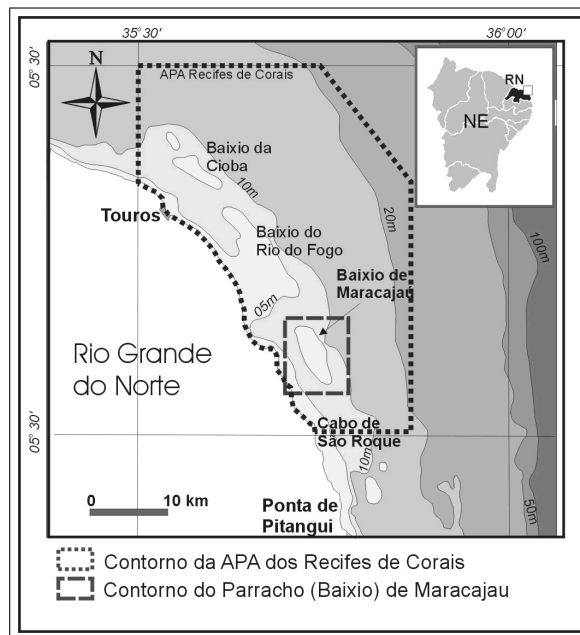 35°30'
36°00'
05°30'
N
APA Recifes de Corais
RN
NE
Baixio da
Cioba
10m
20m
100m
Touros
Baixio do
Rio do Fogo
Baixio de
Maracajaú
05m
Rio Grande
do Norte
05°30'
Cabo de
São Roque
10m
0 10 km
Ponta de
Pitangui
50m
Contorno da APA dos Recifes de Corais
Contorno do Parracho (Baixio) de Maracajau